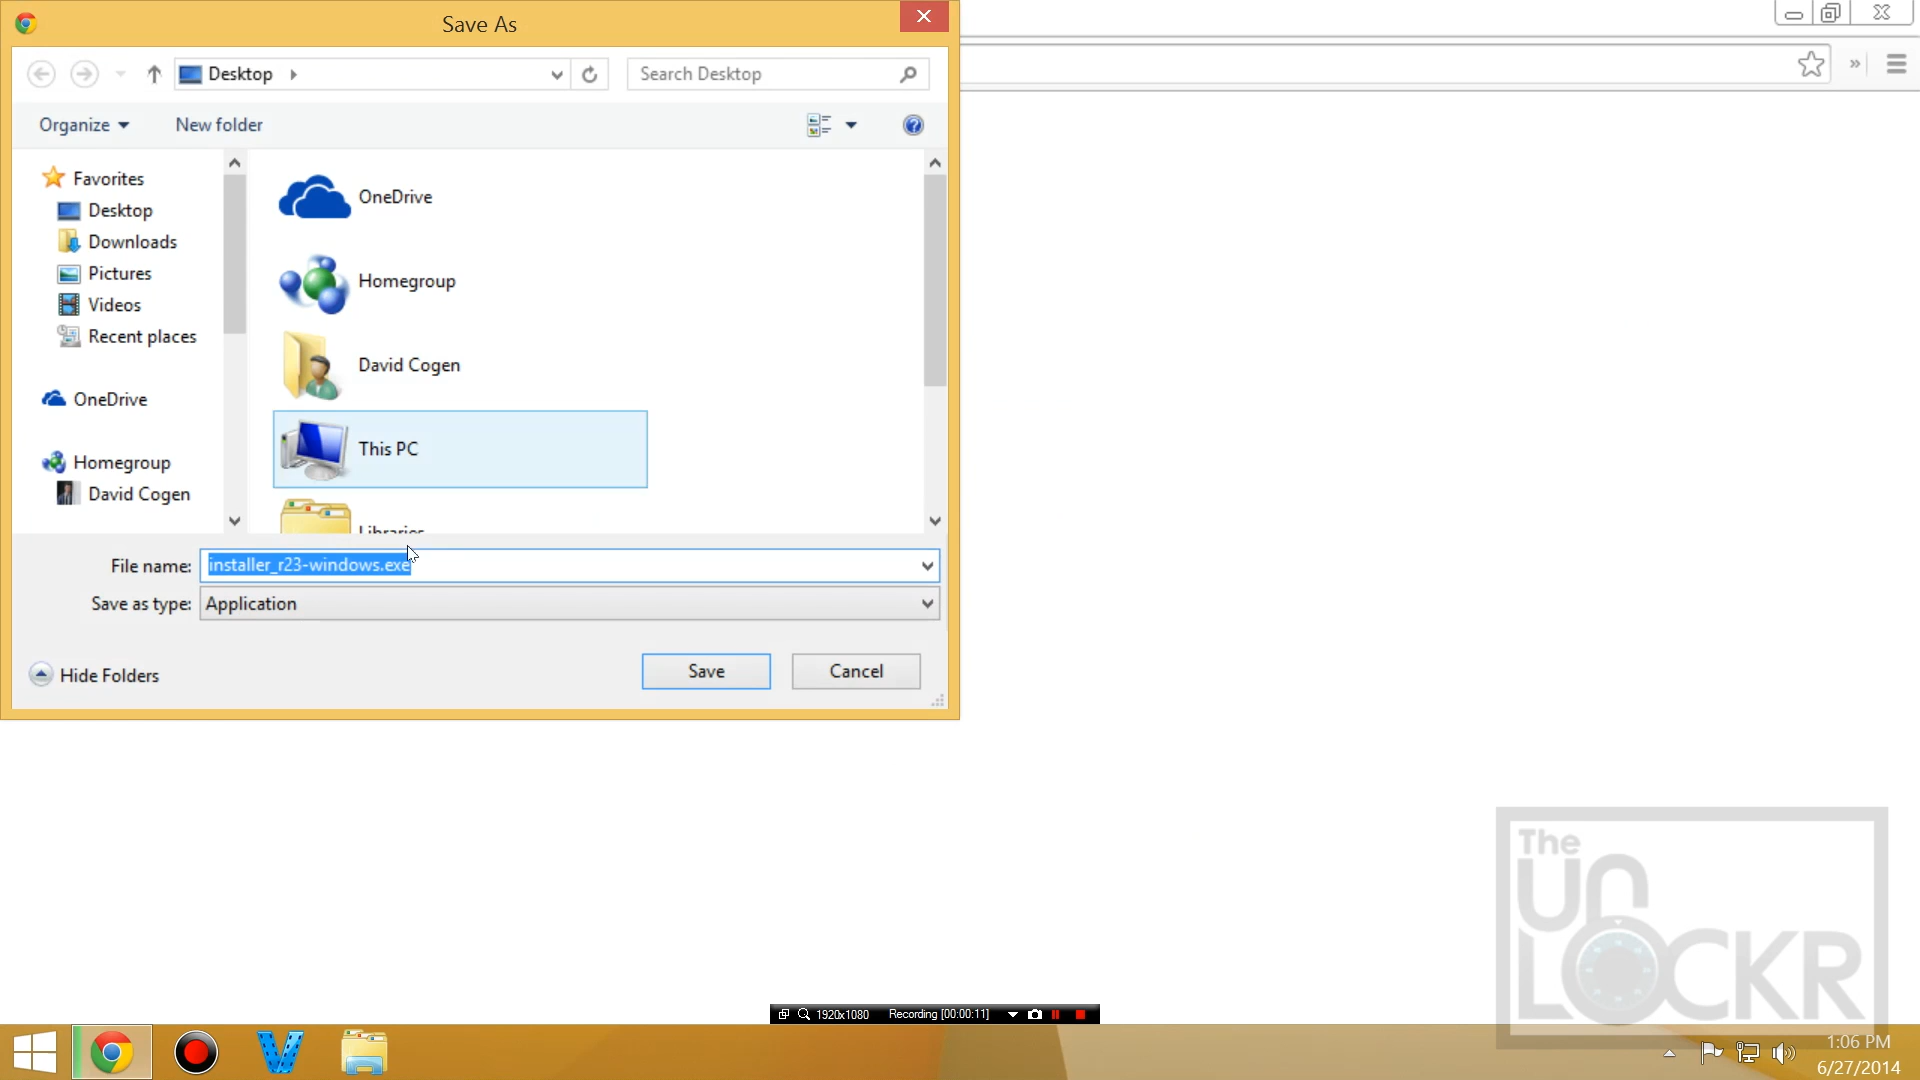 Save As
Desktop
Search Desktop
Organize
New folder
Favorites
Desktop
Downloads
Pictures
Videos
Recent places
OneDrive
Homegroup
David Cogen
OneDrive
Homegroup
David Cogen
This PC
Libraries
File name: installer_r23-windows.exe
Save as type: Application
Hide Folders
Save
Cancel
The
UNLOCKR
1920x1080 Recording [00:00:11]
1:06 PM
6/27/2014